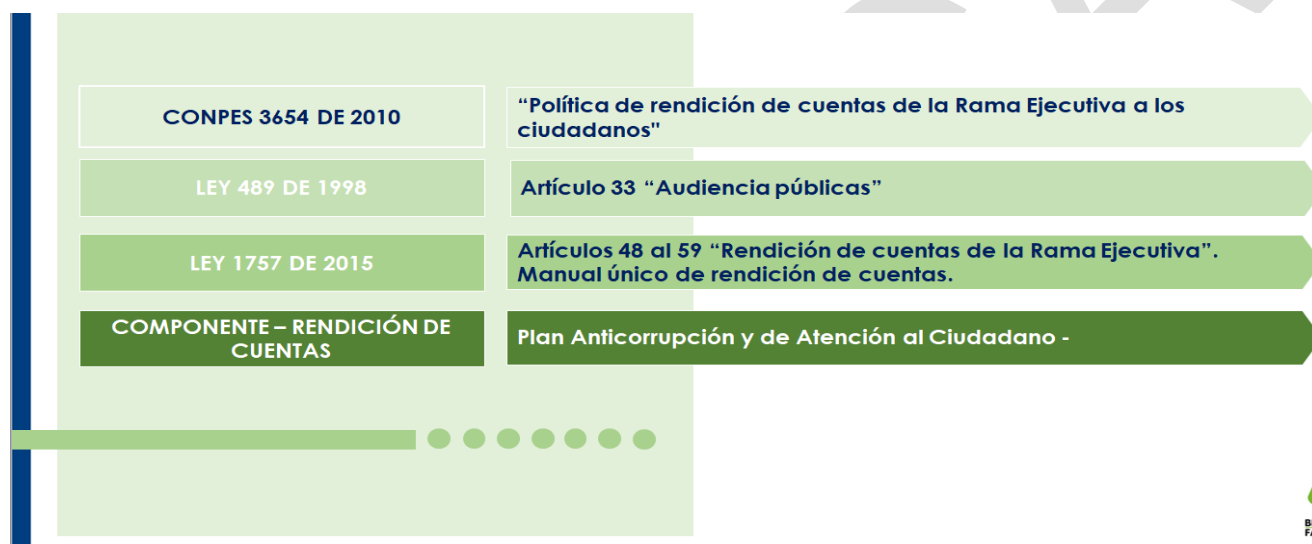 CONPES 3654 DE 2010
“Política de rendición de cuentas de la Rama Ejecutiva a los
ciudadanos"
LEY 489 DE 1998
Artículo 33 “Audiencia públicas”
LEY 1757 DE 2015
Artículos 48 al 59 “Rendición de cuentas de la Rama Ejecutiva”.
Manual único de rendición de cuentas.
COMPONENTE – RENDICIÓN DE
CUENTAS
Plan Anticorrupción y de Atención al Ciudadano -